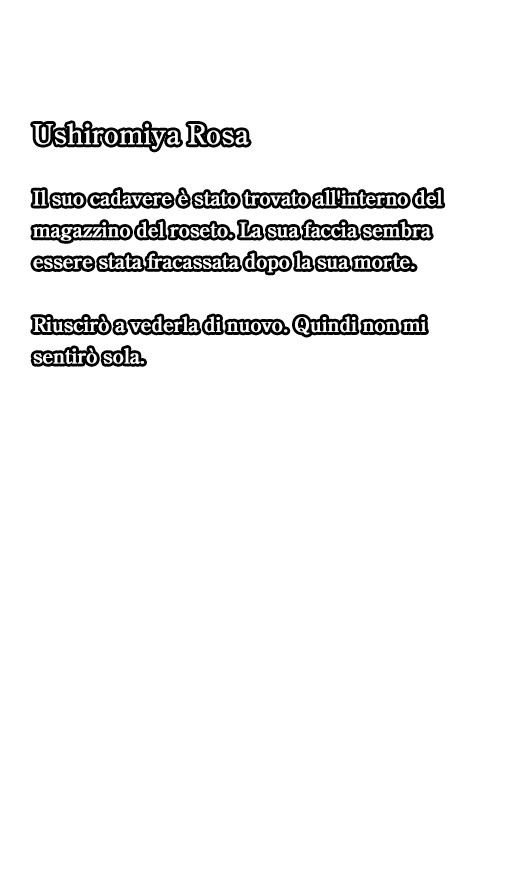 Ushiromiya Rosa
Il suo cadavere è stato trovato all'interno del
magazzino del roseto. La sua faccia sembra
essere stata fracassata dopo la sua morte.
Riuscirò a vederla di nuovo. Quindi non mi
sentirò sola.